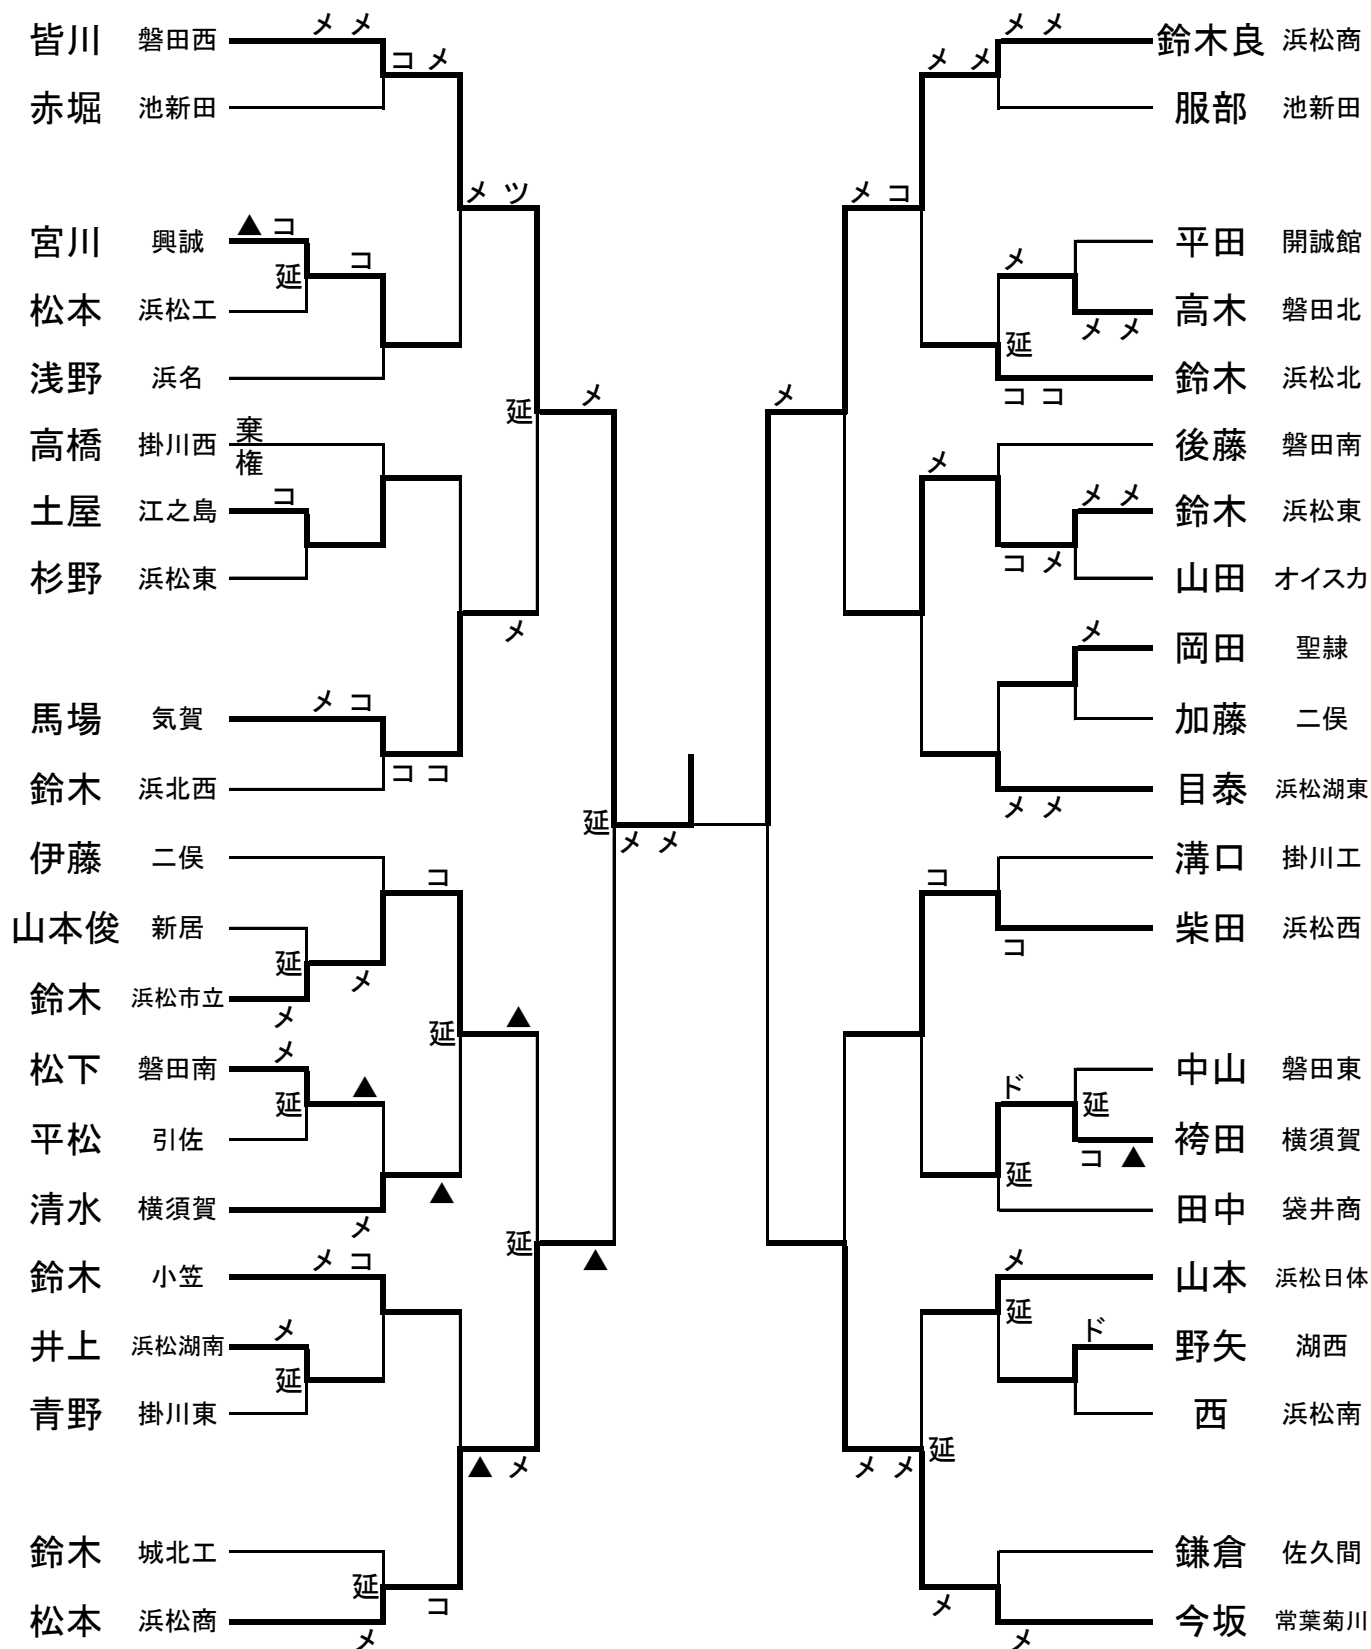 メ メ
皆川 磐田西
コ メ
赤堀 池新田
メ ツ
▲ コ
宮川 興誠
延
コ
松本 浜松工
浅野 浜名
延
メ
高橋 掛川西 棄権
コ
土屋 江之島
杉野 浜松東
メ
メ コ
馬場 気賀
コ コ
鈴木 浜北西
延
メ メ
伊藤 二俣
コ
山本俊 新居
延
メ
鈴木 浜松市立
メ
▲
延
メ
松下 磐田南
延
▲
平松 引佐
▲
清水 横須賀
メ
延
▲
メ コ
鈴木 小笠
メ
井上 浜松湖南
延
青野 掛川東
▲ メ
鈴木 城北工
延
コ
松本 浜松商
メ
メ メ
鈴木良 浜松商
メ メ
服部 池新田
メ コ
平田 開誠館
メ
高木 磐田北
メ メ
延
鈴木 浜松北
コ コ
メ
後藤 磐田南
メ
メ メ
鈴木 浜松東
コ メ
山田 オイスカ
メ
岡田 聖隷
加藤 二俣
目泰 浜松湖東
メ メ
溝口 掛川工
コ
柴田 浜松西
コ
中山 磐田東
ド
延
袴田 横須賀
コ ▲
延
田中 袋井商
メ
山本 浜松日体
延
ド
野矢 湖西
西 浜松南
延
メ メ
鎌倉 佐久間
メ
今坂 常葉菊川
メ